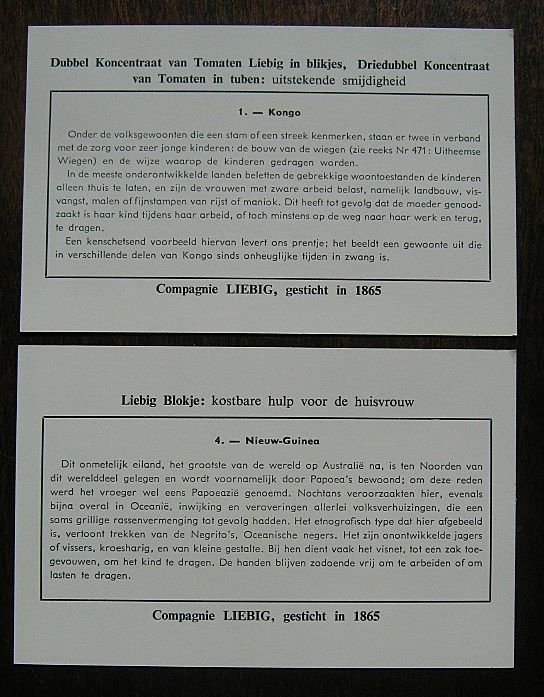 Dubbel Koncentraat van Tomaten Liebig in blikjes, Driedubbel Koncentraat
van Tomaten in tuben: uitstekende smijdigheid
1. — Kongo
Onder de volksgewoonten die een stam of een streek kenmerken, staan er twee in verband
met de zorg voor zeer jonge kinderen: de bouw van de wiegen (zie reeks Nr 471: Uitheemse
Wiegen) en de wijze waarop de kinderen gedragen worden.
In de meeste onderontwikkelde landen beletten de gebrekkige woontoestanden de kinderen
alleen thuis te laten, en zijn de vrouwen met zware arbeid belast, namelijk landbouw, vis-
vangst, malen of fijnstampen van rijst of maniok. Dit heeft tot gevolg dat de moeder genood-
zaakt is haar kind tijdens haar arbeid, of toch minstens op de weg naar haar werk en terug,
te dragen.
Een kenschetsend voorbeeld hiervan levert ons prentje; het beeldt een gewoonte uit die
in verschillende delen van Kongo sinds onheuglijke tijden in zwang is.
Compagnie LIEBIG, gesticht in 1865
Liebig Blokje: kostbare hulp voor de huisvrouw
4. — Nieuw-Guinea
Dit onmetelijk eiland, het grootste van de wereld op Australië na, is ten Noorden van
dit werelddeel gelegen en wordt voornamelijk door Papoea's bewoond; om deze reden
werd het vroeger wel eens Papoeazië genoemd. Nochtans veroorzaakten hier, evenals
bijna overal in Oceanië, inwijking en veroveringen allerlei volksverhuizingen, die een
soms grillige rassenvermenging tot gevolg hadden. Het etnografisch type dat hier afgebeeld
is, vertoont trekken van de Negrito's, Oceanische negers. Het zijn onontwikkelde jagers
of vissers, kroesharig, en van kleine gestalte. Bij hen dient vaak het visnet, tot een zak toe-
gevouwen, om het kind te dragen. De handen blijven zodoende vrij om te arbeiden of om
lasten te dragen.
Compagnie LIEBIG, gesticht in 1865